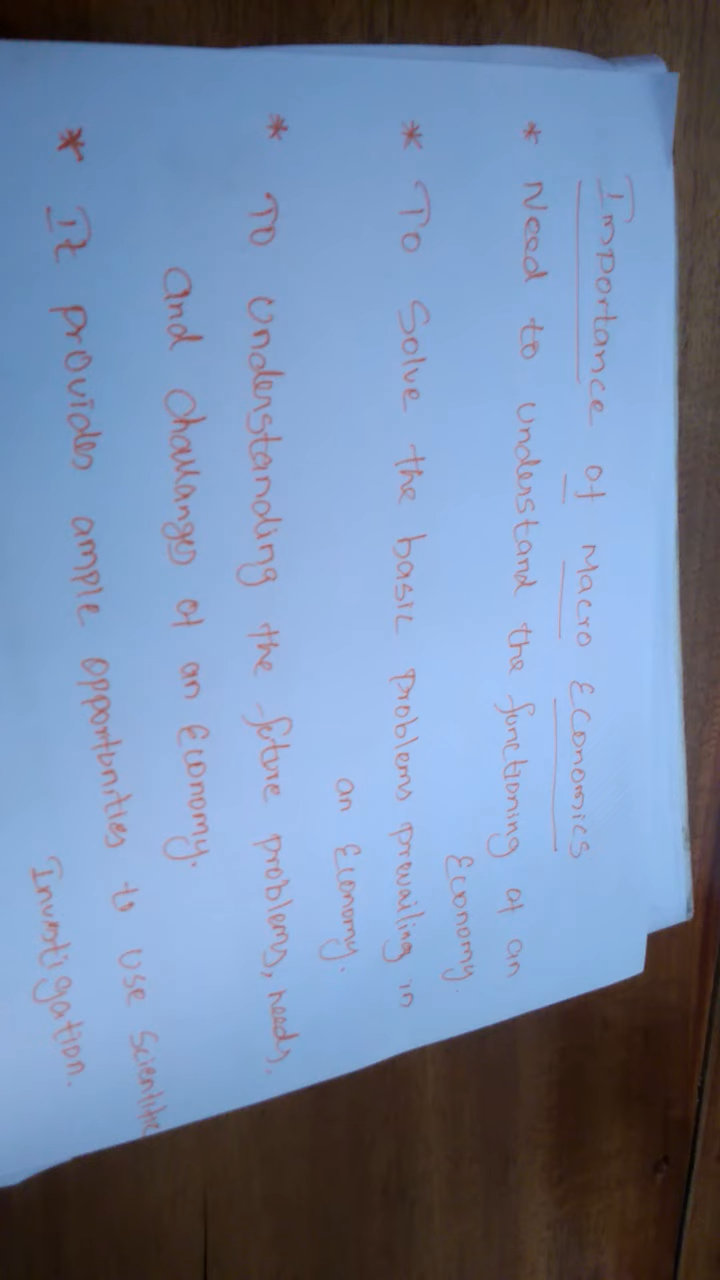 Importance of Macro Economics
* Need to understand the functioning of an
Economy.
* To Solve the basic problems prevailing in
an Economy.
* To understanding the future problems, needs,
and challanges of an Economy.
* It provides ample opportunities to use Scientific
Investigation.